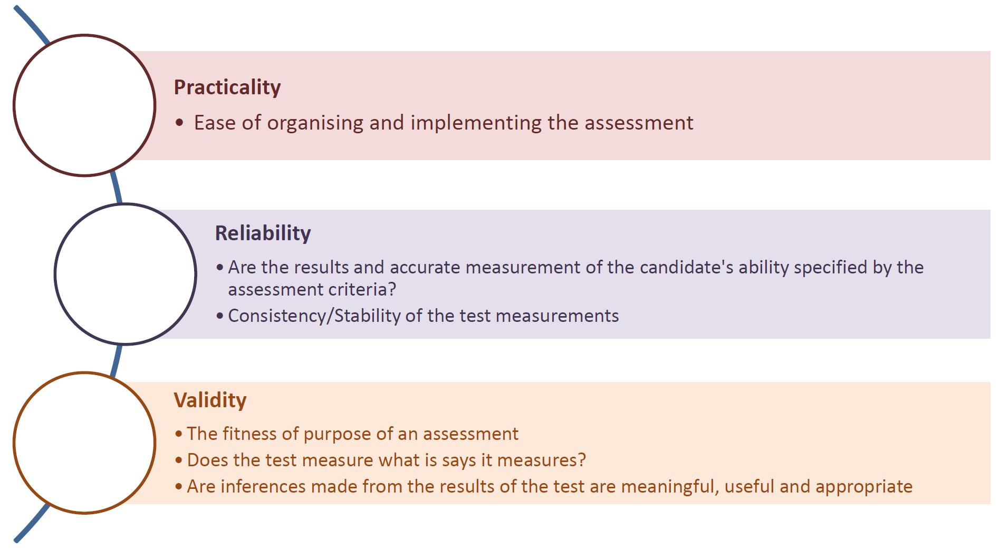 Practicality
• Ease of organising and implementing the assessment
Reliability
• Are the results and accurate measurement of the candidate's ability specified by the
assessment criteria?
• Consistency/Stability of the test measurements
Validity
• The fitness of purpose of an assessment
• Does the test measure what is says it measures?
• Are inferences made from the results of the test are meaningful, useful and appropriate